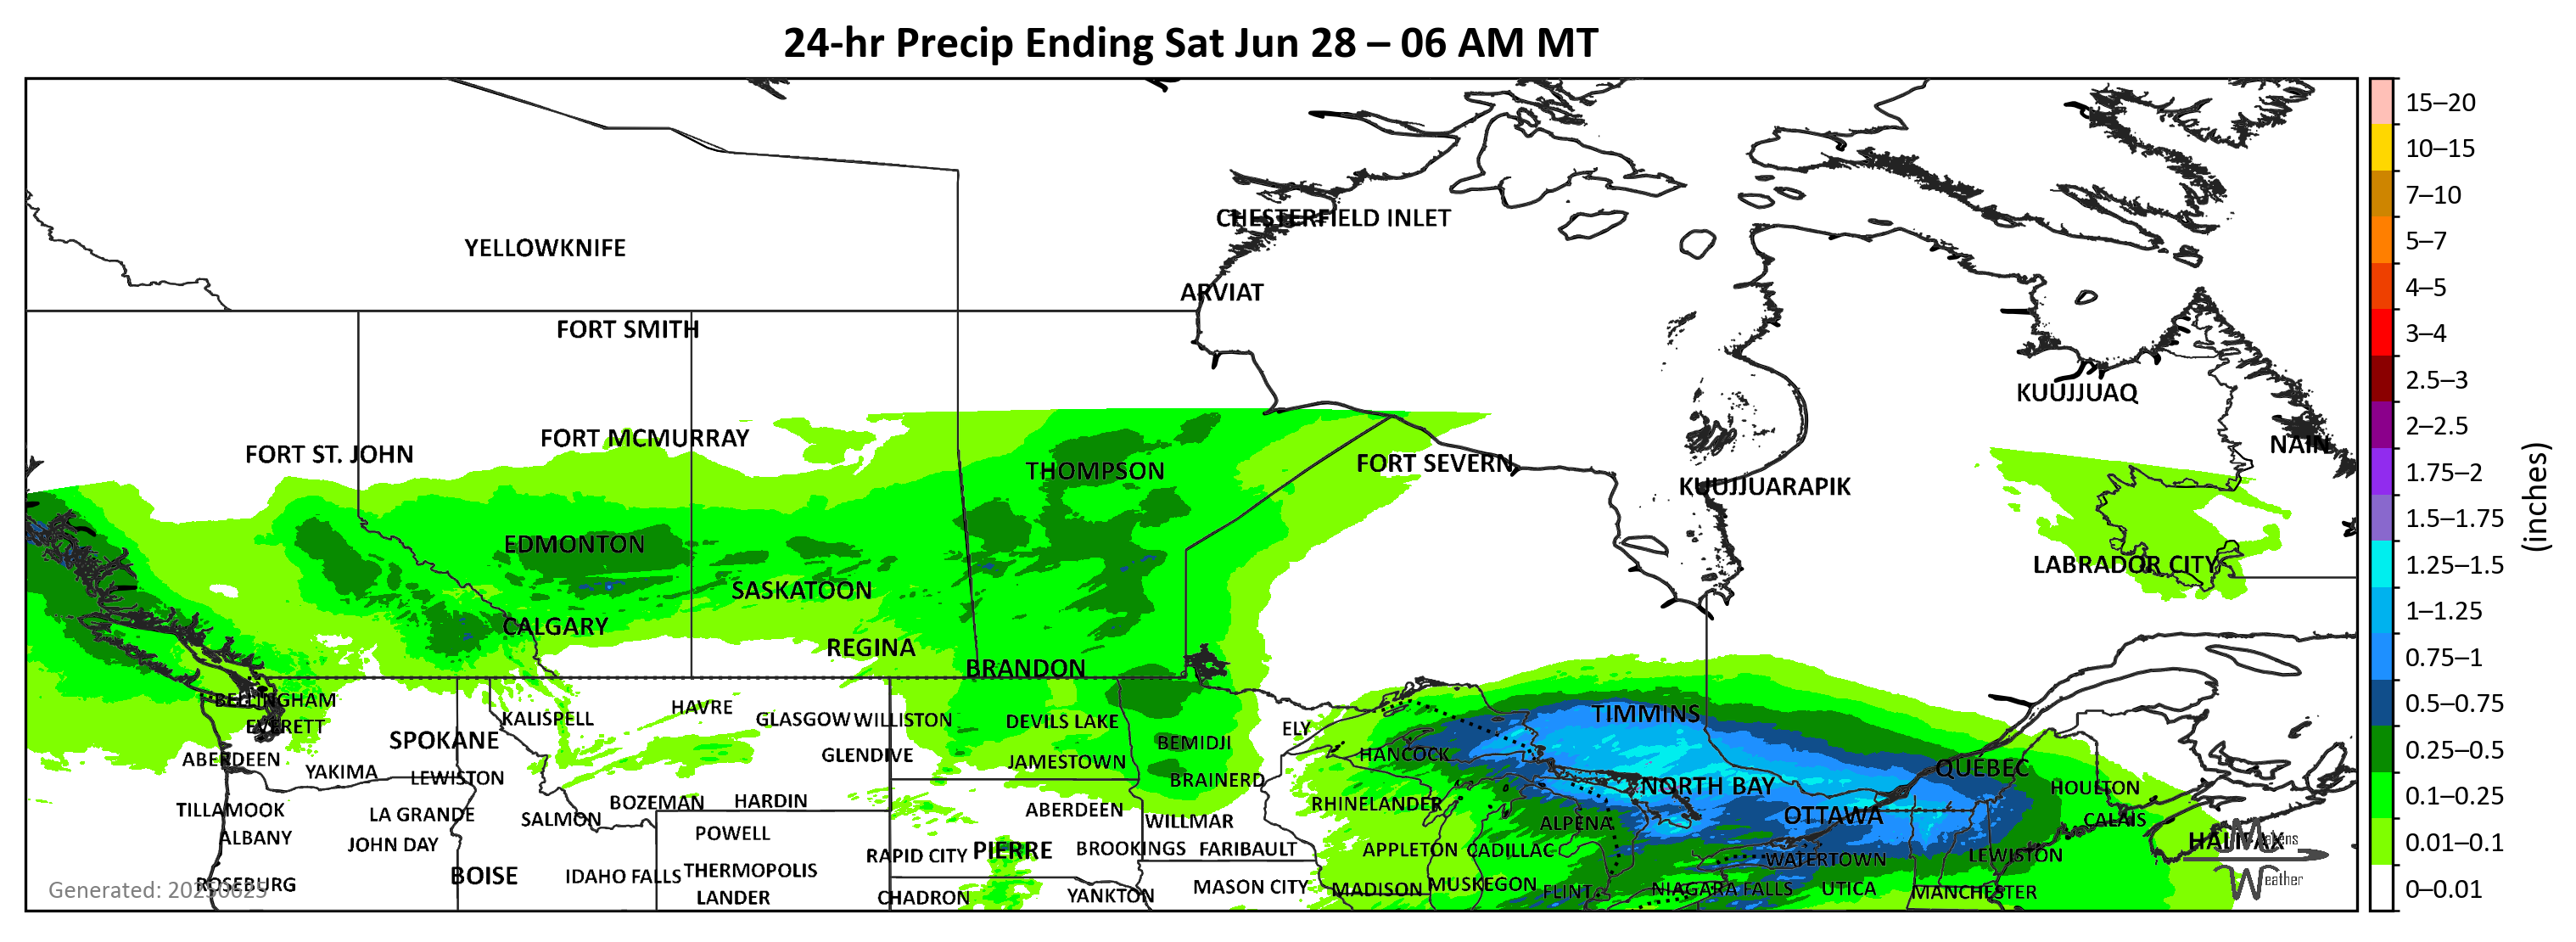 24-hr Precip Ending Sat Jun 28 – 06 AM MT
CHESTERFIELD INLET
YELLOWKNIFE
ARVIAT
FORT SMITH
KUUJJUAQ
FORT MCMURRAY
NAIN
FORT ST. JOHN
FORT SEVERN
THOMPSON
KUUJJUARAPIK
EDMONTON
LABRADOR CITY
SASKATOON
CALGARY
REGINA
BRANDON
BELLINGHAM
HAVRE
KALISPELL
GLASGOW WILLISTON
DEVILS LAKE
TIMMINS
EVERETT
ELY
SPOKANE
BEMIDJI
HANCOCK
GLENDIVE
ABERDEEN
JAMESTOWN
QUEBEC
YAKIMA
LEWISTON
BRAINERD
NORTH BAY
HOULTON
BOZEMAN
HARDIN
RHINELANDER
TILLAMOOK
ABERDEEN
LA GRANDE
OTTAWA
SALMON
WILLMAR
ALPENA
CALAIS
ALBANY
POWELL
JOHN DAY
HALIFAX
Makens
BROOKINGS
FARIBAULT
APPLETON
CADILLAC
PIERRE
RAPID CITY
LEWISTON
WATERTOWN
THERMOPOLIS
BOISE
IDAHO FALLS
Weather
ROSEBURG
MUSKEGON
MASON CITY
MADISON
NIAGARA FALLS
UTICA
FLINT
MANCHESTER
Generated: 20250625
YANKTON
LANDER
CHADRON
15–20
10–15
7–10
5–7
4–5
3–4
2.5–3
2–2.5
1.75–2
1.5–1.75
1.25–1.5
1–1.25
0.75–1
0.5–0.75
0.25–0.5
0.1–0.25
0.01–0.1
0–0.01
(inches)